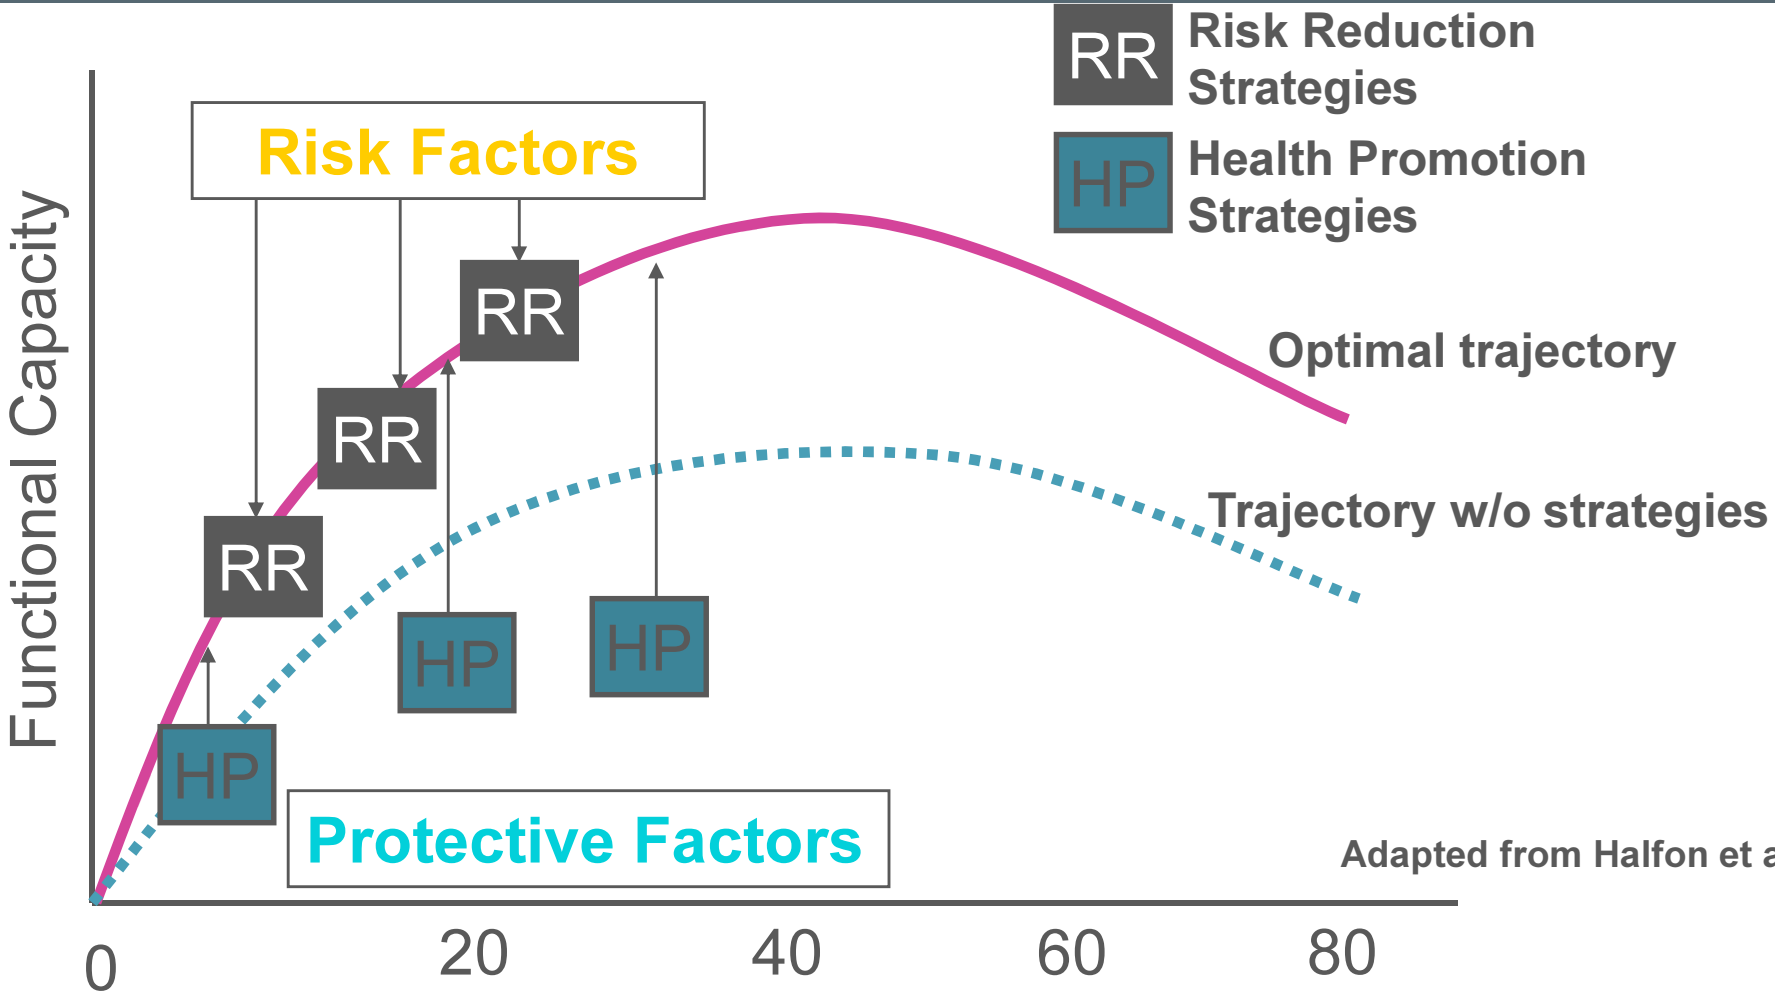 RR
Risk Reduction
Strategies
HP
Health Promotion
Strategies
Risk Factors
Functional Capacity
RR
RR
RR
Optimal trajectory
Trajectory w/o strategies
HP
HP
HP
Protective Factors
Adapted from Halfon et a
0
20
40
60
80